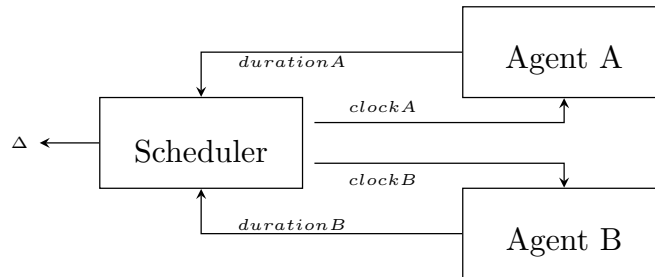 Agent A
durationA
clockA
Δ
Scheduler
clockB
durationB
Agent B